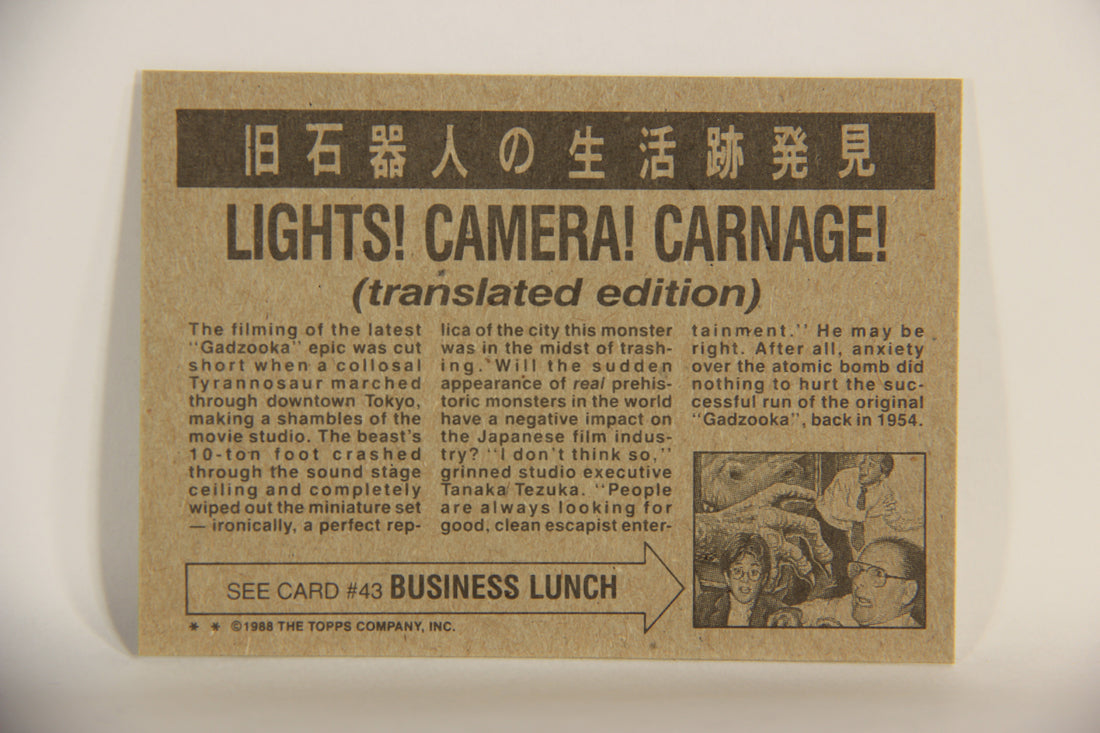 旧石器人の生活跡発見
LIGHTS! CAMERA! CARNAGE!
(translated edition)
The filming of the latest
"Gadzooka" epic was cut
short when a collosal
Tyrannosaur marched
through downtown Tokyo,
making a shambles of the
movie studio. The beast's
10-ton foot crashed
through the sound stage
ceiling and completely
wiped out the miniature set
— ironically, a perfect rep-
lica of the city this monster
was in the midst of trash-
ing. Will the sudden
appearance of real prehis-
toric monsters in the world
have a negative impact on
the Japanese film indus-
try? "I don't think so,"
grinned studio executive
Tanaka Tezuka. "People
are always looking for
good, clean escapist enter-
tainment." He may be
right. After all, anxiety
over the atomic bomb did
nothing to hurt the suc-
cessful run of the original
"Gadzooka", back in 1954.
SEE CARD #43 BUSINESS LUNCH
* * ©1988 THE TOPPS COMPANY, INC.